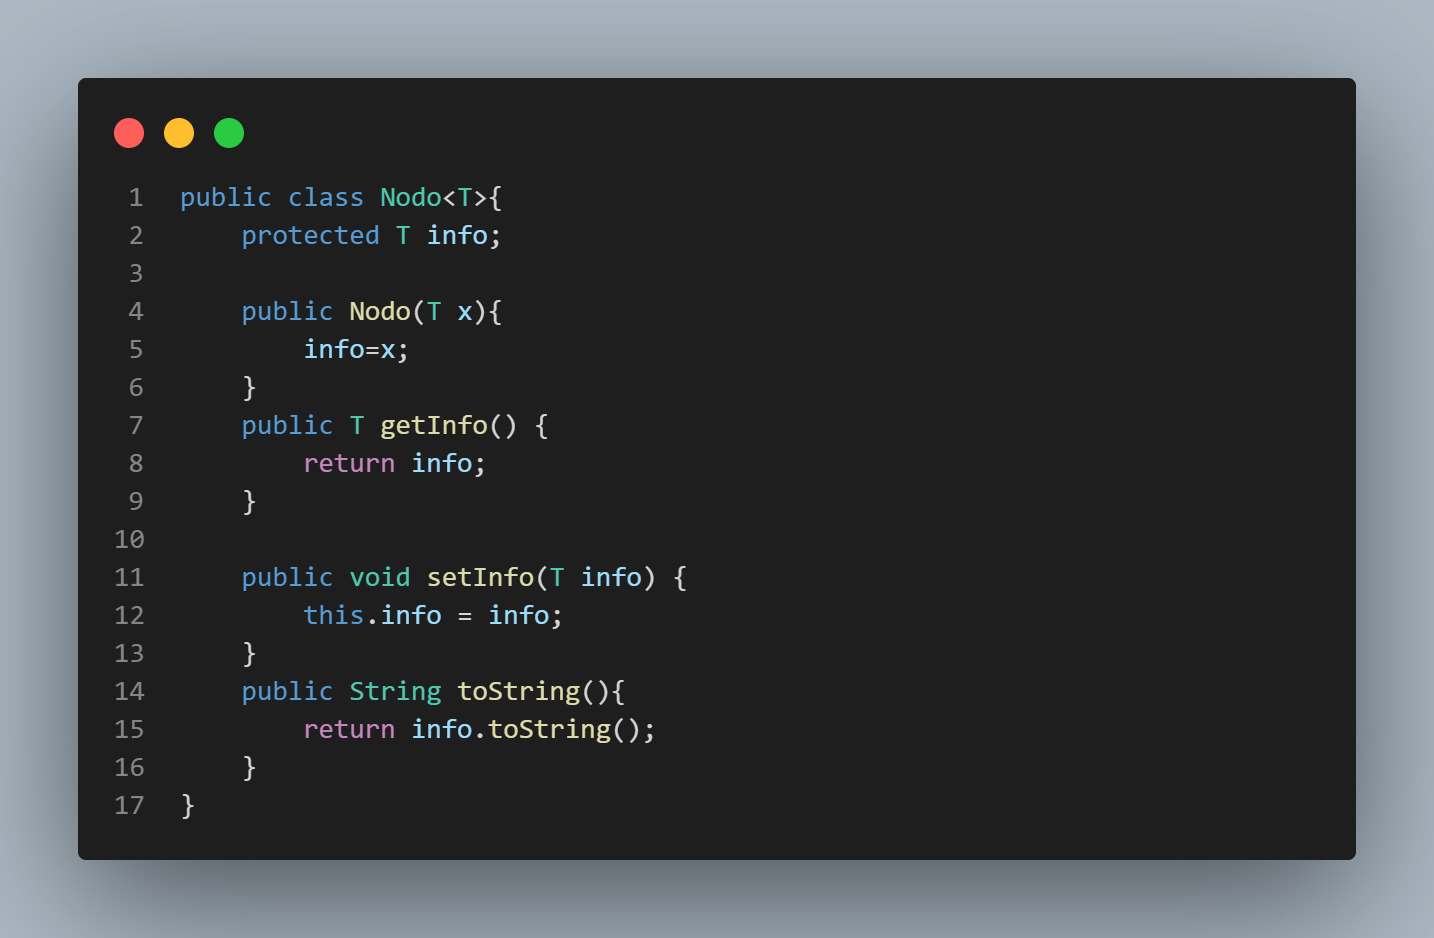 1 public class Nodo<T>{
2     protected T info;
3
4     public Nodo(T x){
5         info=x;
6     }
7     public T getInfo() {
8         return info;
9     }
10
11     public void setInfo(T info) {
12         this.info = info;
13     }
14     public String toString(){
15         return info.toString();
16     }
17 }